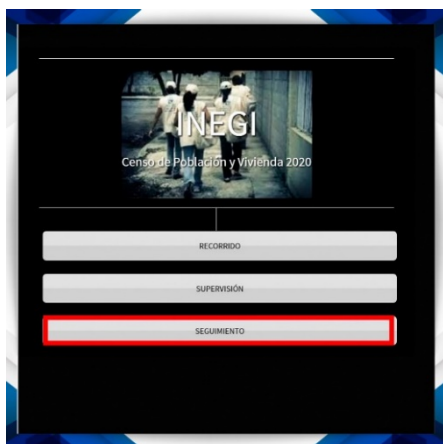 INEGI
Censo de Población y Vivienda 2020
RECORRIDO
SUPERVISIÓN
SEGUIMIENTO